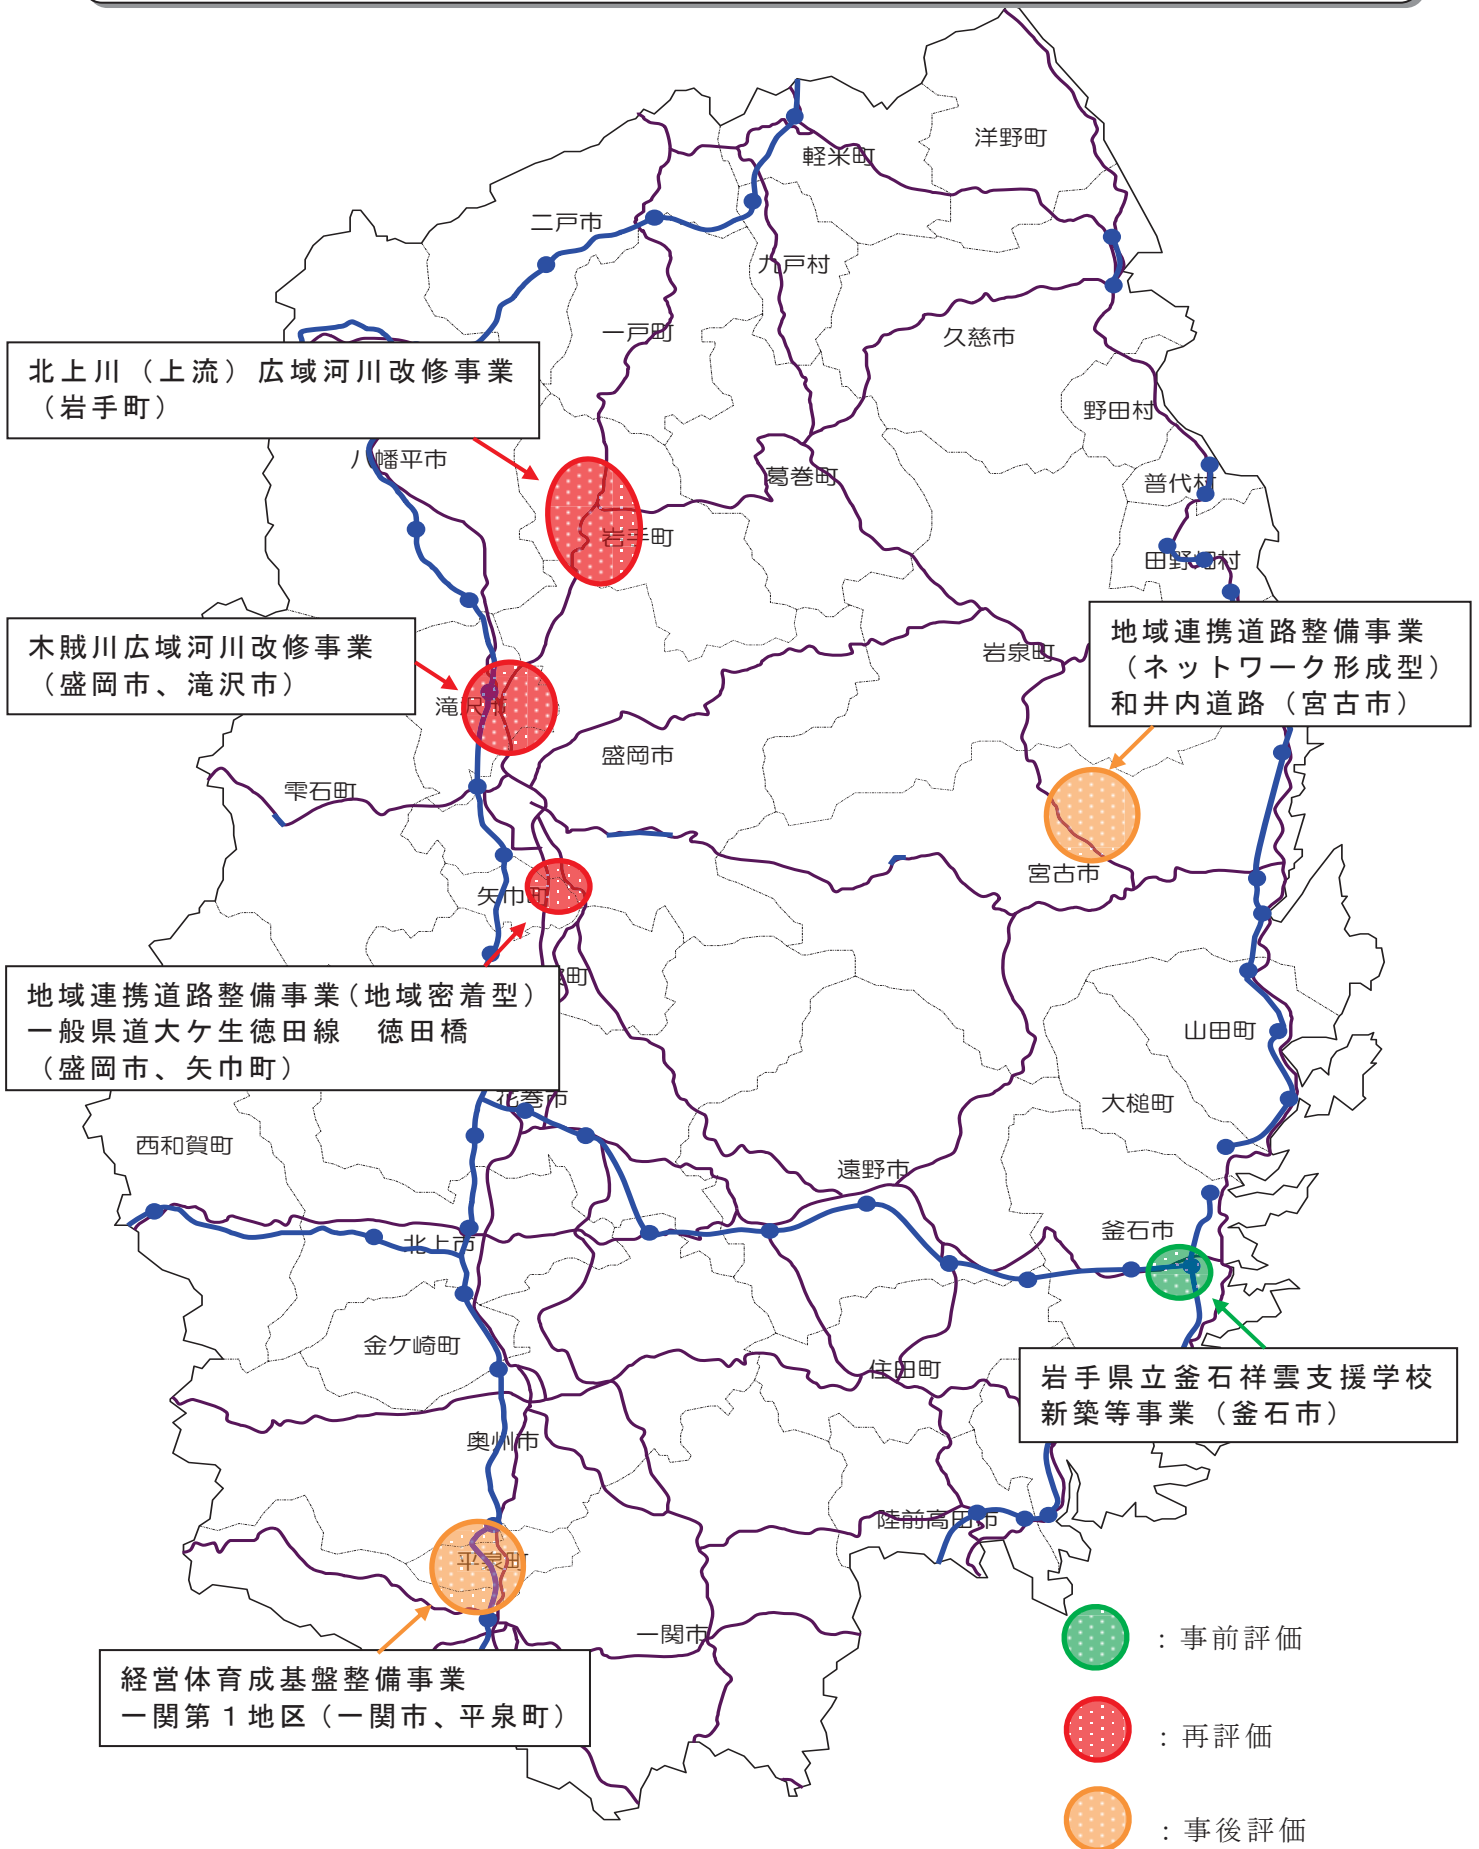 洋野町
軽米町
二戸市
九戸村
一戸町
久慈市
北上川（上流）広域河川改修事業
（岩手町）
野田村
八幡平市
葛巻町
普代村
岩手町
田野畑村
木賊川広域河川改修事業
（盛岡市、滝沢市）
地域連携道路整備事業
（ネットワーク形成型）
和井内道路（宮古市）
岩泉町
滝沢市
盛岡市
雫石町
宮古市
矢巾町
町
地域連携道路整備事業（地域密着型）
一般県道大ケ生徳田線　徳田橋
（盛岡市、矢巾町）
山田町
花巻市
大槌町
西和賀町
遠野市
北上市
釜石市
金ケ崎町
住田町
岩手県立釜石祥雲支援学校
新築等事業（釜石市）
奥州市
陸前高田市
平泉町
一関市
経営体育成基盤整備事業
一関第１地区（一関市、平泉町）
：事前評価
：再評価
：事後評価